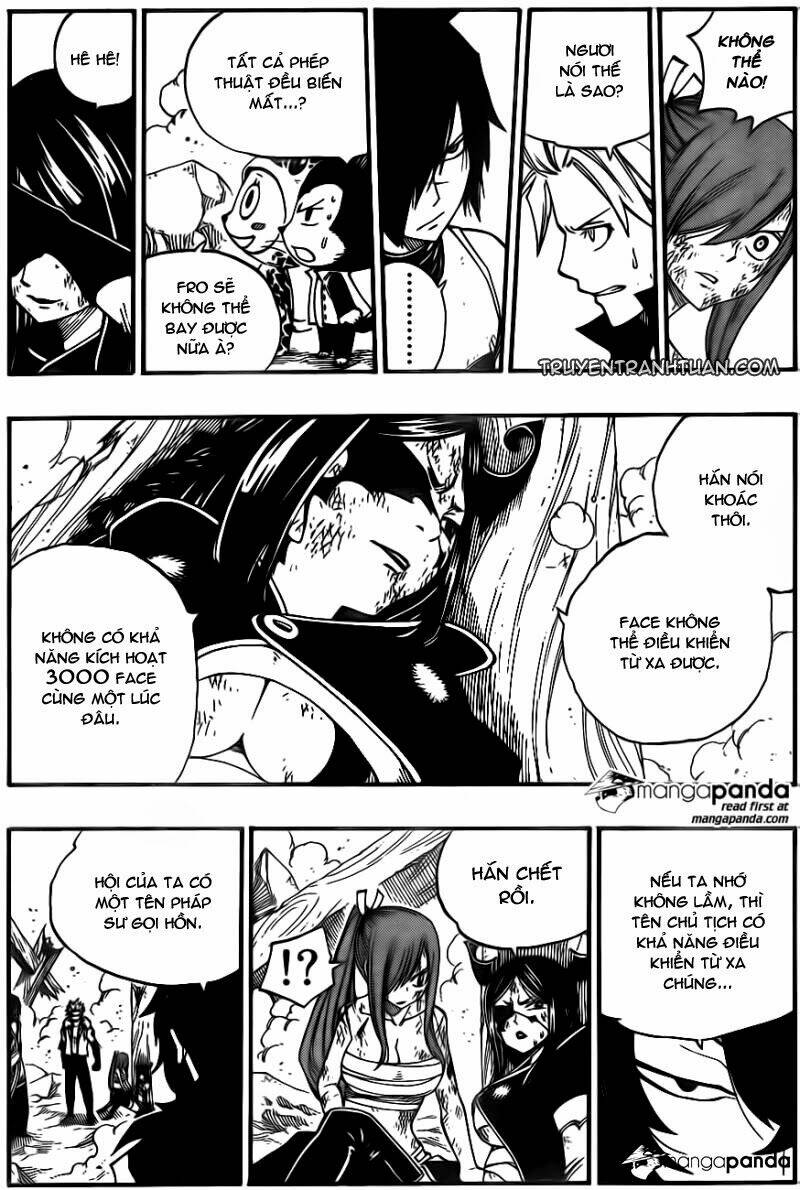 KHÔNG
THỂ
NÀO!
NGƯƠI
NÓI THẾ
LÀ SAO?
.........
TẤT CẢ PHÉP
THUẬT ĐỀU BIẾN
MẤT...?
FRO SẼ
KHÔNG THỂ
BAY ĐƯỢC
NỮA À?
HÊ HÊ!
TRUYENTRANHTUAN.COM
HẮN NÓI
KHOÁC
THÔI.
FACE KHÔNG
THỂ ĐIỀU KHIỂN
TỪ XA ĐƯỢC.
KHÔNG CÓ KHẢ
NĂNG KÍCH HOẠT
3000 FACE
CÙNG MỘT LÚC
ĐÂU.
mangapanda
read first at
mangapanda.com
NẾU TA NHỚ
KHÔNG LẦM, THÌ
TÊN CHỦ TỊCH CÓ
KHẢ NĂNG ĐIỀU
KHIỂN TỪ XA
CHÚNG...
HẮN CHẾT
RỒI.
!?
HỘI CỦA TA CÓ
MỘT TÊN PHÁP
SƯ GỌI HỒN.
mangapanda